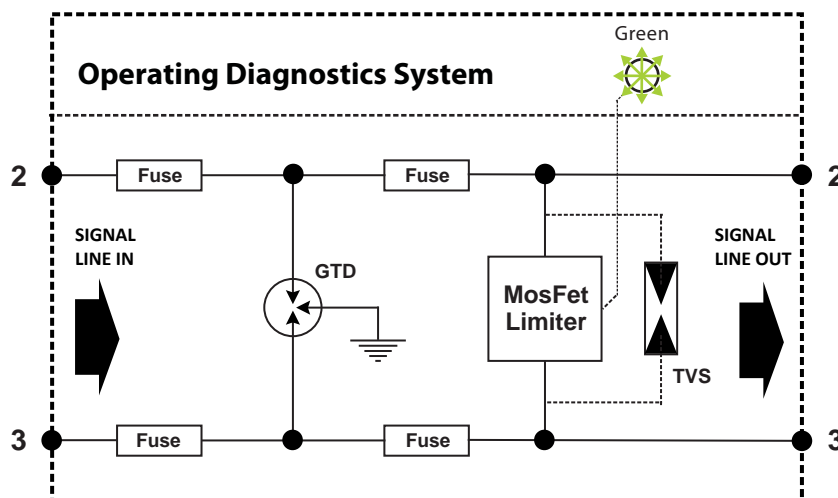 Green
Operating Diagnostics System
2
Fuse
Fuse
2
SIGNAL
LINE IN
GTD
MosFet
Limiter
TVS
SIGNAL
LINE OUT
3
Fuse
Fuse
3